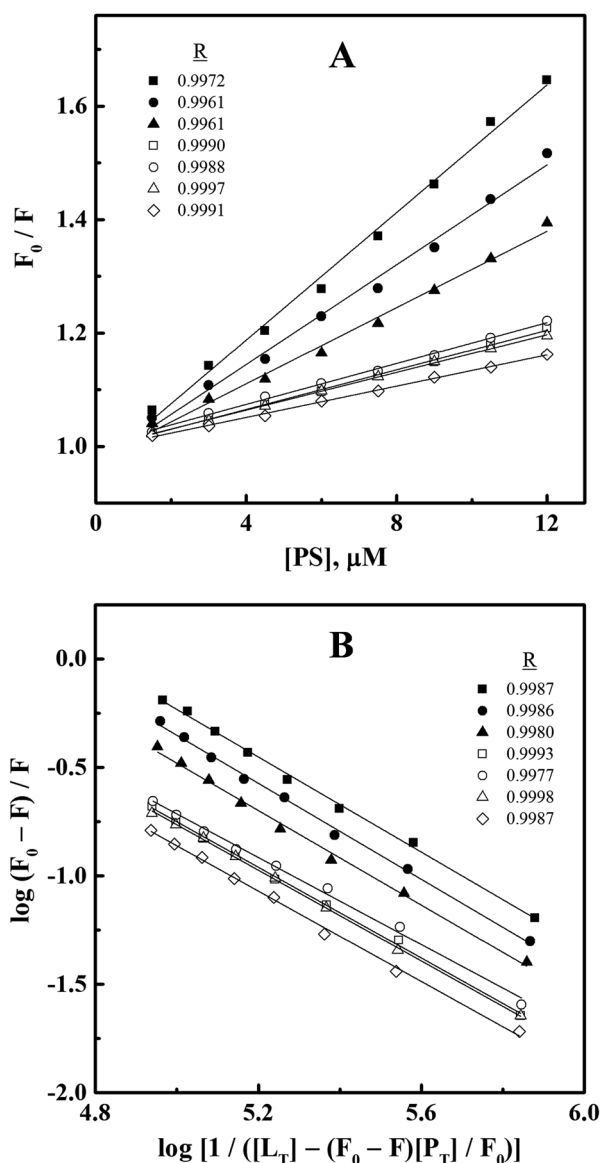 A
R
0.9972
0.9961
0.9961
0.9990
0.9988
0.9997
0.9991
1.6
1.4
1.2
1.0
F₀ / F
0 4 8 12
[PS], μM
B
R
0.9987
0.9986
0.9980
0.9993
0.9977
0.9998
0.9987
0.0
-0.5
-1.0
-1.5
-2.0
log (F₀ – F) / F
4.8 5.2 5.6 6.0
log [1 / ([L_T] – (F₀ – F)[P_T] / F₀)]